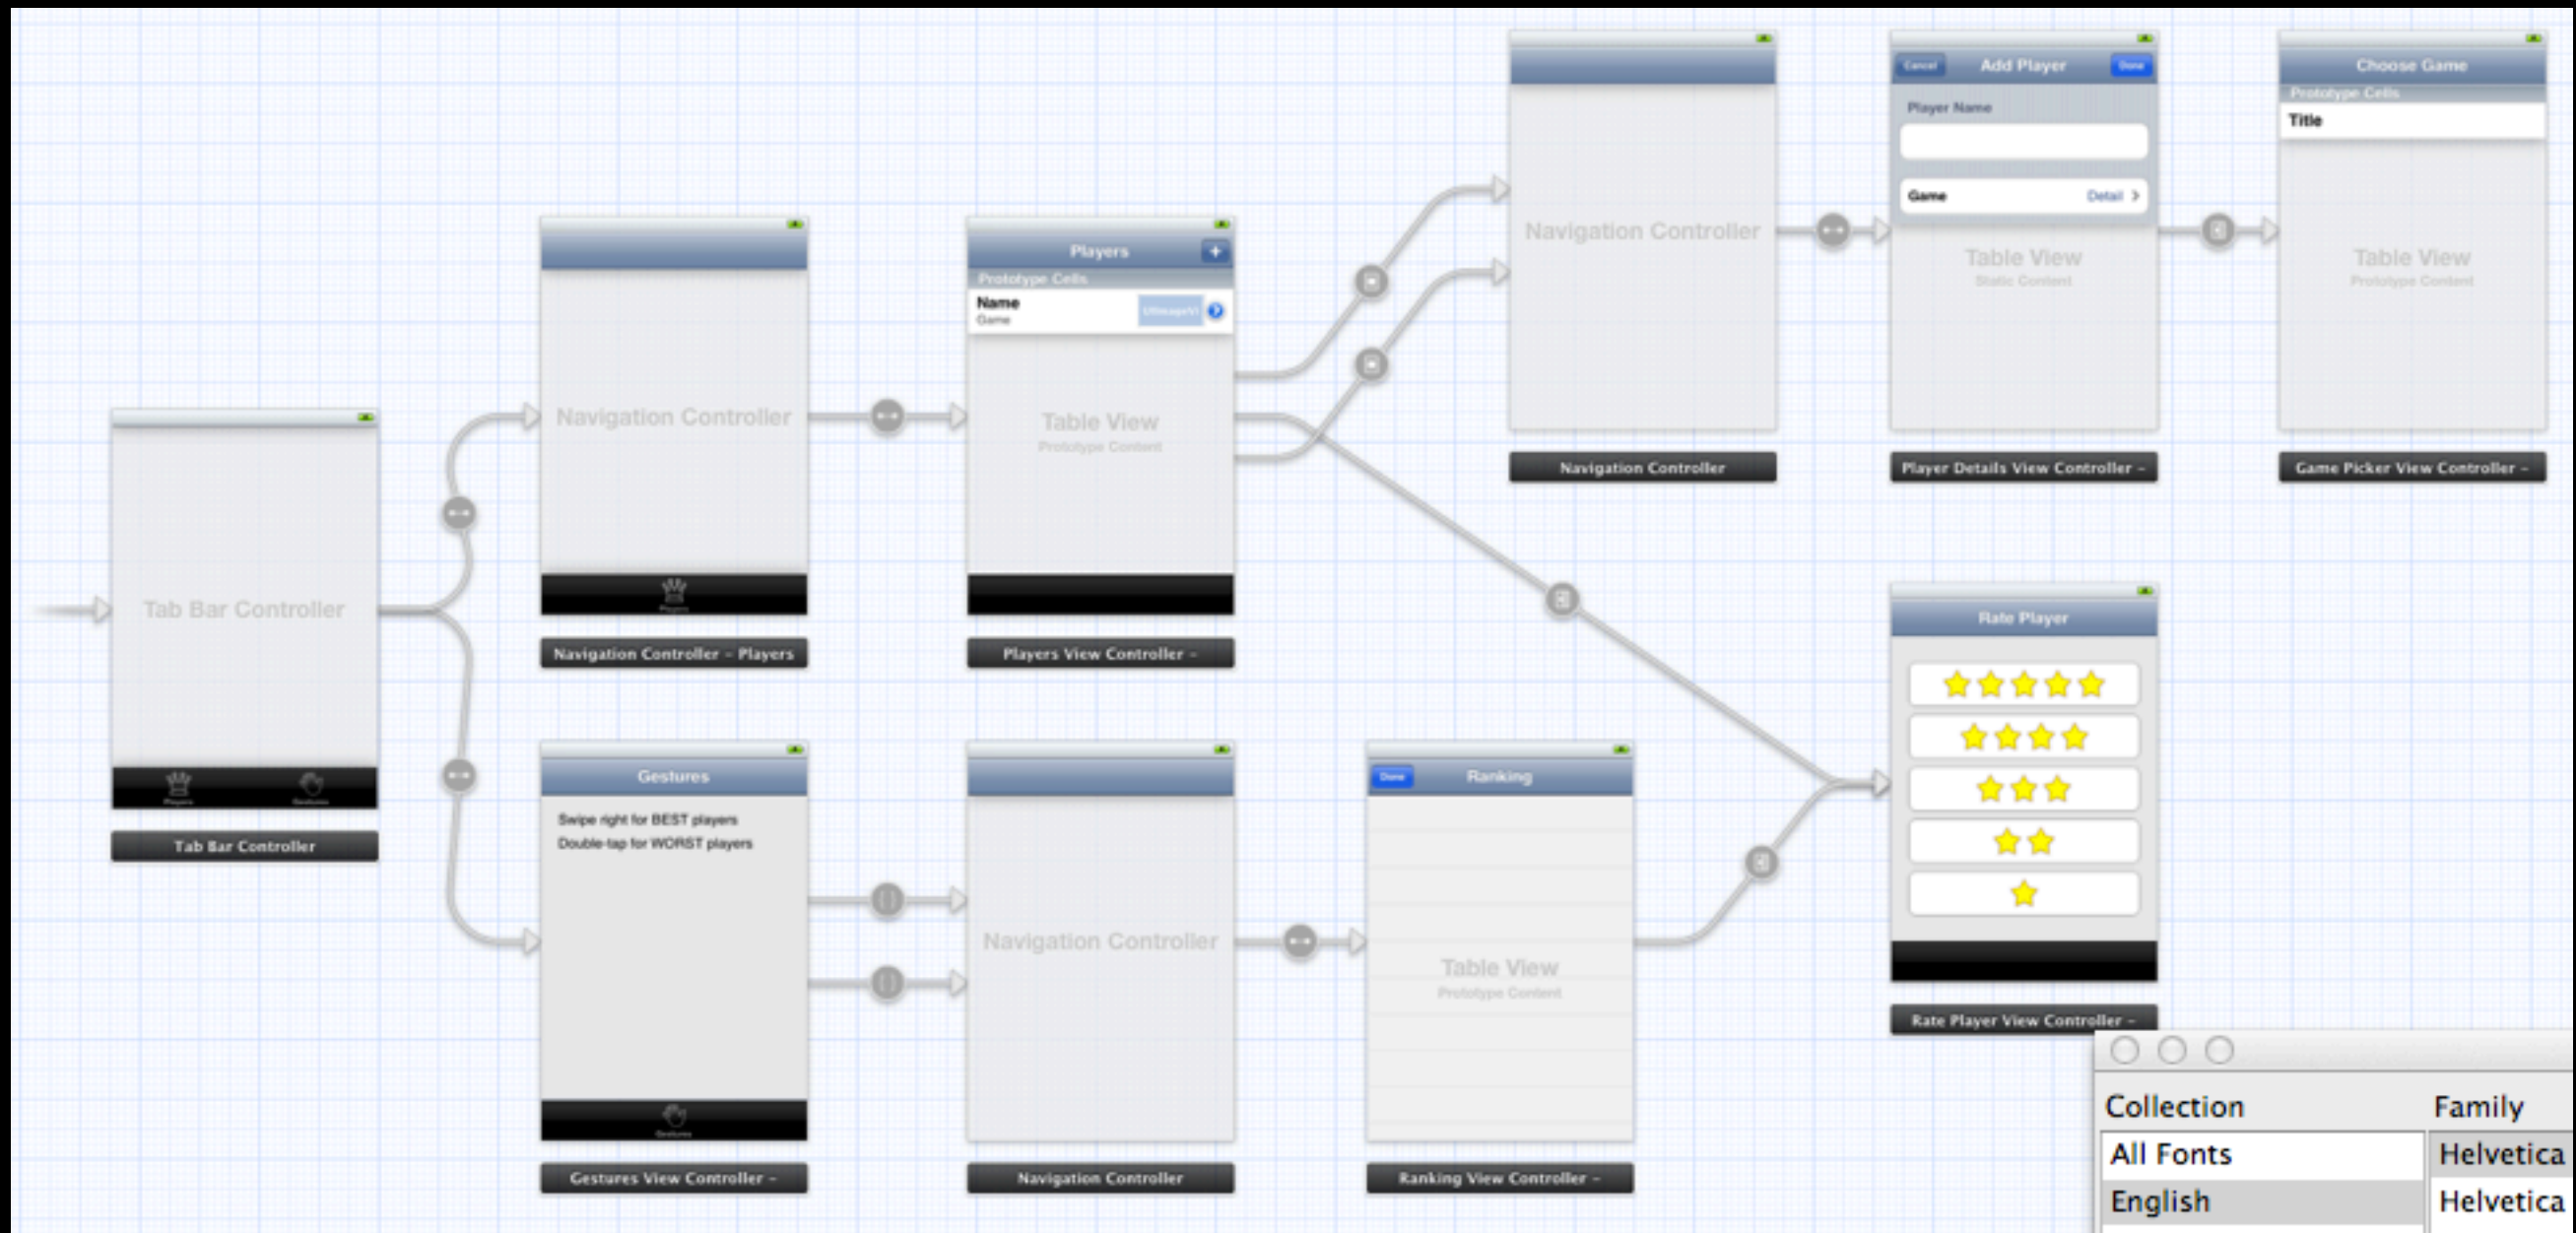 Tab Bar Controller
Players
Gestures
Tab Bar Controller
Navigation Controller
Players
Navigation Controller – Players
Players
+
Prototype Cells
Name
Game
Table View
Prototype Content
Players View Controller –
Navigation Controller
Navigation Controller
Cancel
Add Player
Done
Player Name
Game
Detail
Table View
Static Content
Player Details View Controller –
Choose Game
Prototype Cells
Title
Table View
Prototype Content
Game Picker View Controller –
Gestures
Swipe right for BEST players
Double-tap for WORST players
Gestures
Gestures View Controller –
Navigation Controller
Navigation Controller
Done
Ranking
Table View
Prototype Content
Ranking View Controller –
Rate Player
Rate Player View Controller –
Collection
Family
All Fonts
Helvetica
English
Helvetica